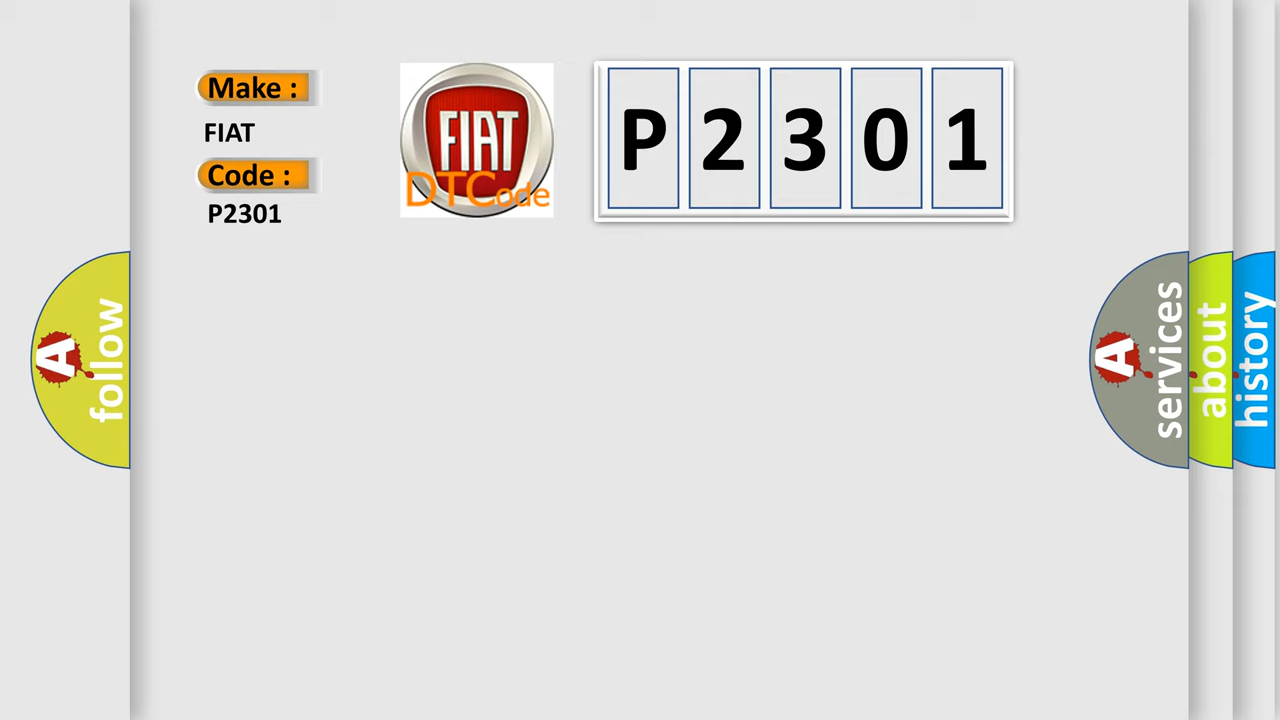 Make :
FIAT
Code :
P2301
FIAT
DTCode
P 2 3 0 1
A follow
A services
about
history